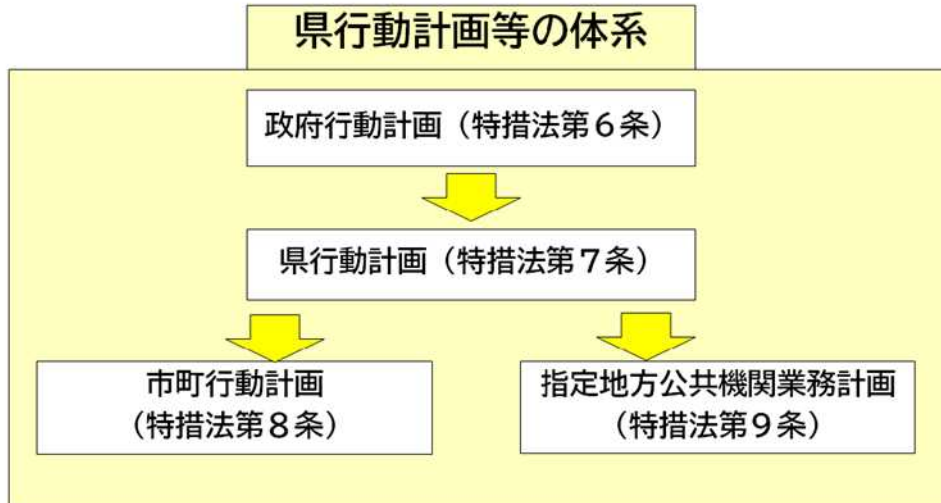 県行動計画等の体系
政府行動計画（特措法第６条）
県行動計画（特措法第７条）
市町行動計画
（特措法第８条）
指定地方公共機関業務計画
（特措法第９条）